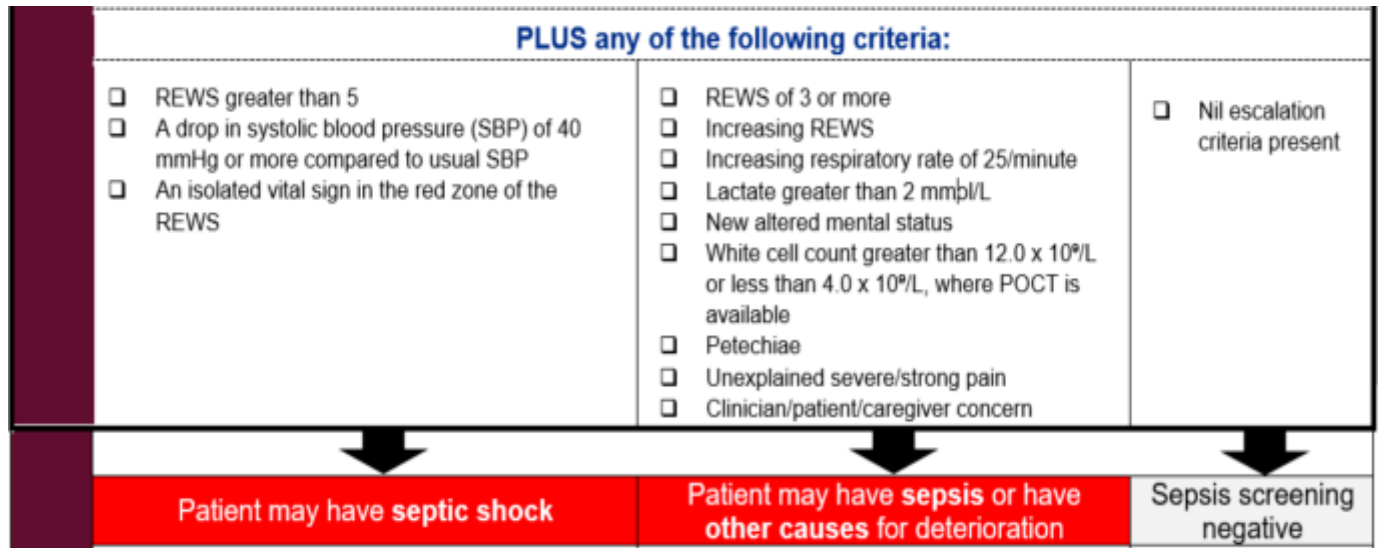 PLUS any of the following criteria:
REWS greater than 5
A drop in systolic blood pressure (SBP) of 40
mmHg or more compared to usual SBP
An isolated vital sign in the red zone of the
REWS
REWS of 3 or more
Increasing REWS
Increasing respiratory rate of 25/minute
Lactate greater than 2 mmol/L
New altered mental status
White cell count greater than 12.0 x 10⁹/L
or less than 4.0 x 10⁹/L, where POCT is
available
Petechiae
Unexplained severe/strong pain
Clinician/patient/caregiver concern
Nil escalation
criteria present
Patient may have septic shock
Patient may have sepsis or have
other causes for deterioration
Sepsis screening
negative